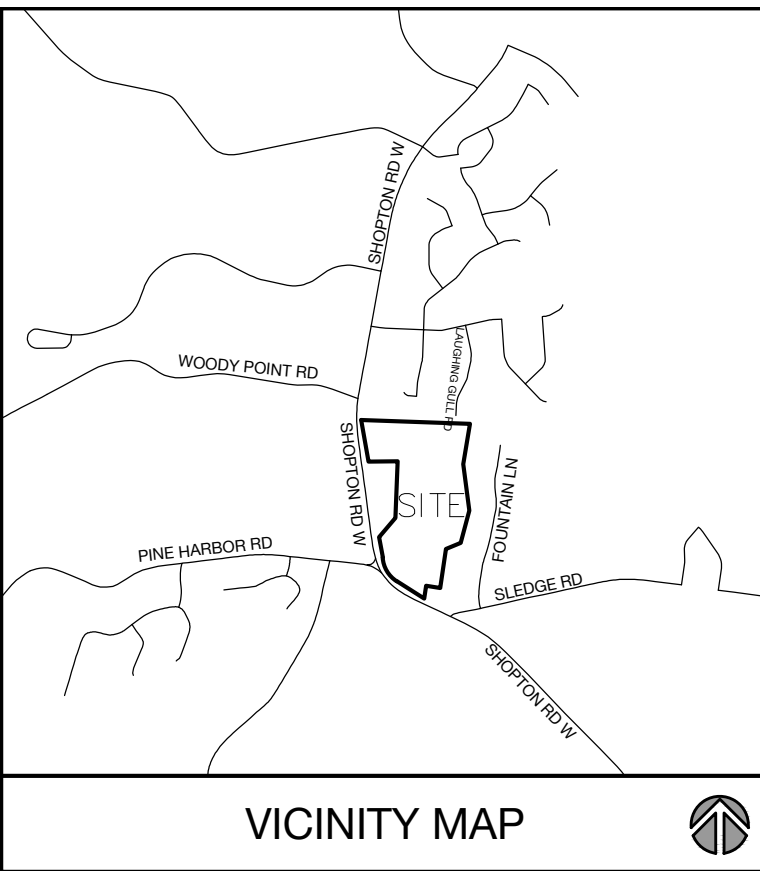 SHOPTON RD W
LAUGHING GULL RD
WOODY POINT RD
SHOPTON RD W
SITE
FOUNTAIN LN
PINE HARBOR RD
SLEDGE RD
SHOPTON RD W
VICINITY MAP